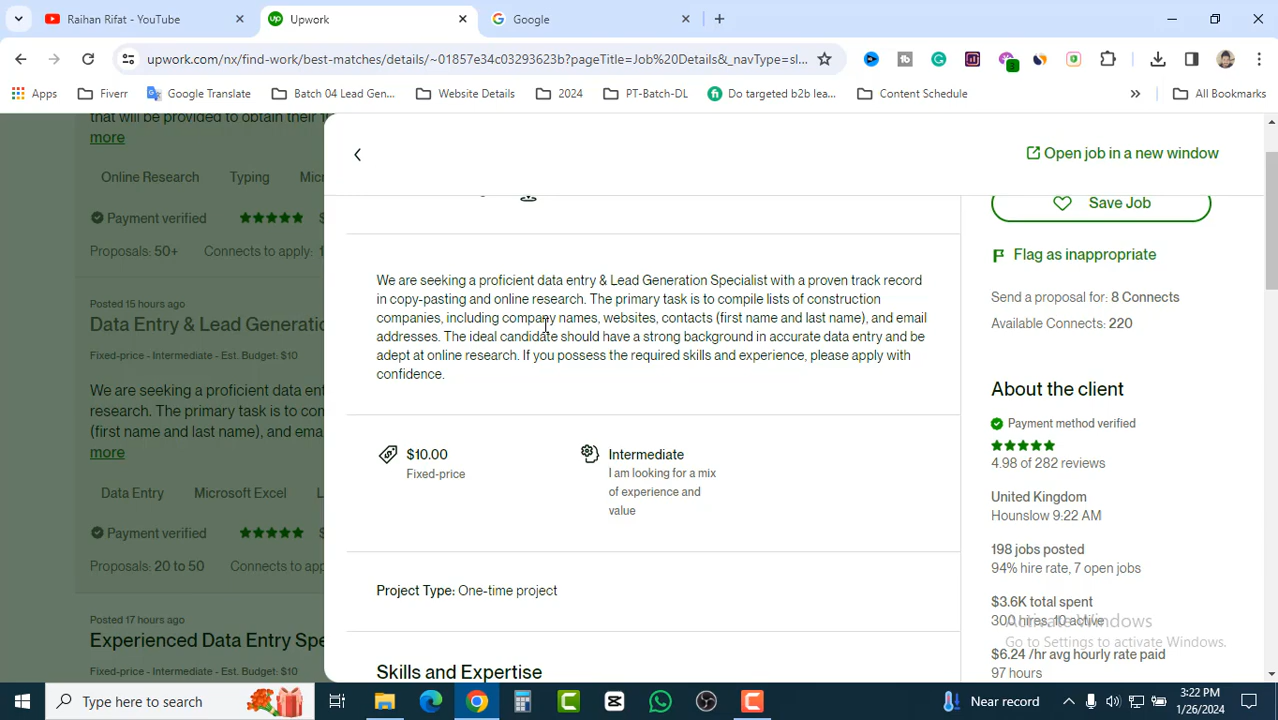 Raihan Rifat - YouTube
Upwork
Google
upwork.com/nx/find-work/best-matches/details/~01857e34c03293623b?pageTitle=Job%20Details&_navType=sl...
Apps
Fiverr
Google Translate
Batch 04 Lead Gen...
Website Details
2024
PT-Batch-DL
Do targeted b2b lea...
Content Schedule
All Bookmarks
that will be provided to obtain their
more
Online Research
Typing
Payment verified
Proposals: 50+
Connects to apply:
Posted 15 hours ago
Data Entry & Lead Generatio
Fixed-price - Intermediate - Est. Budget: $10
We are seeking a proficient data ent
research. The primary task is to com
(first name and last name), and ema
more
Data Entry
Microsoft Excel
Payment verified
Proposals: 20 to 50
Connects to app
Posted 17 hours ago
Experienced Data Entry Spe
Fixed-price - Intermediate - Est. Budget: $10
Open job in a new window
We are seeking a proficient data entry & Lead Generation Specialist with a proven track record
in copy-pasting and online research. The primary task is to compile lists of construction
companies, including company names, websites, contacts (first name and last name), and email
addresses. The ideal candidate should have a strong background in accurate data entry and be
adept at online research. If you possess the required skills and experience, please apply with
confidence.
$10.00
Fixed-price
Intermediate
I am looking for a mix
of experience and
value
Project Type: One-time project
Skills and Expertise
Save Job
Flag as inappropriate
Send a proposal for: 8 Connects
Available Connects: 220
About the client
Payment method verified
4.98 of 282 reviews
United Kingdom
Hounslow 9:22 AM
198 jobs posted
94% hire rate, 7 open jobs
$3.6K total spent
300 hires, 10 active
$6.24 /hr avg hourly rate paid
97 hours
Activate Windows
Go to Settings to activate Windows.
Type here to search
Near record
3:22 PM
1/26/2024